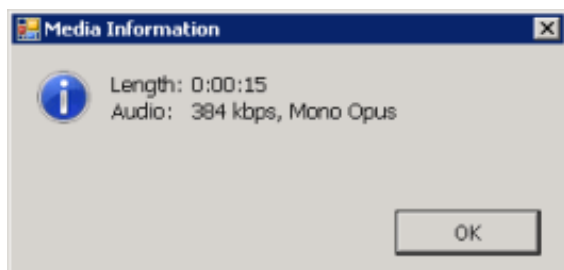 Media Information
Length: 0:00:15
Audio: 384 kbps, Mono Opus
OK